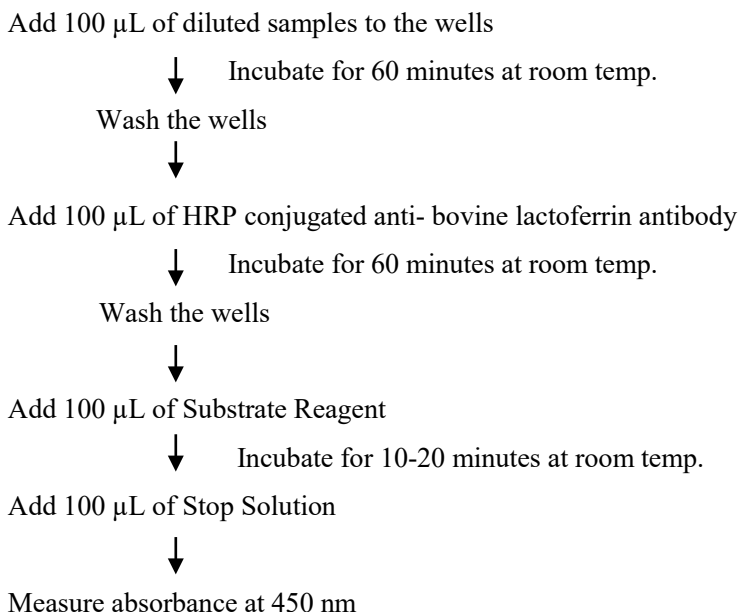 Add 100 µL of diluted samples to the wells
Incubate for 60 minutes at room temp.
Wash the wells
Add 100 µL of HRP conjugated anti- bovine lactoferrin antibody
Incubate for 60 minutes at room temp.
Wash the wells
Add 100 µL of Substrate Reagent
Incubate for 10-20 minutes at room temp.
Add 100 µL of Stop Solution
Measure absorbance at 450 nm